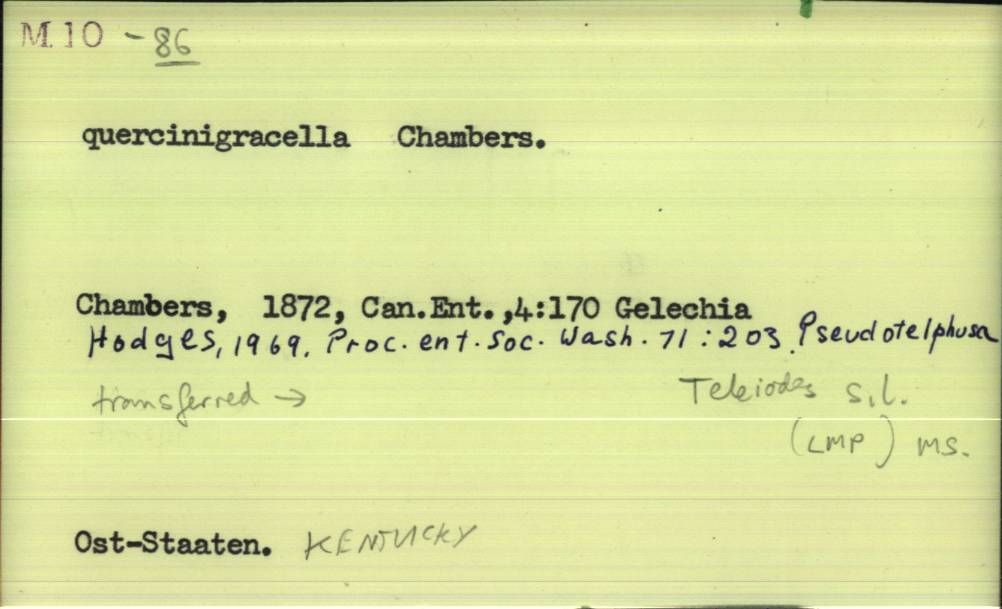 M.10 - 86
quercinigracella Chambers.
Chambers, 1872, Can.Ent.,4:170 Gelechia
Hodges, 1969. Proc. ent. Soc. Wash. 71:203. Pseudotelphusa
transferred → Teleiodes s.l.
(LMP) ms.
Ost-Staaten. KENTUCKY